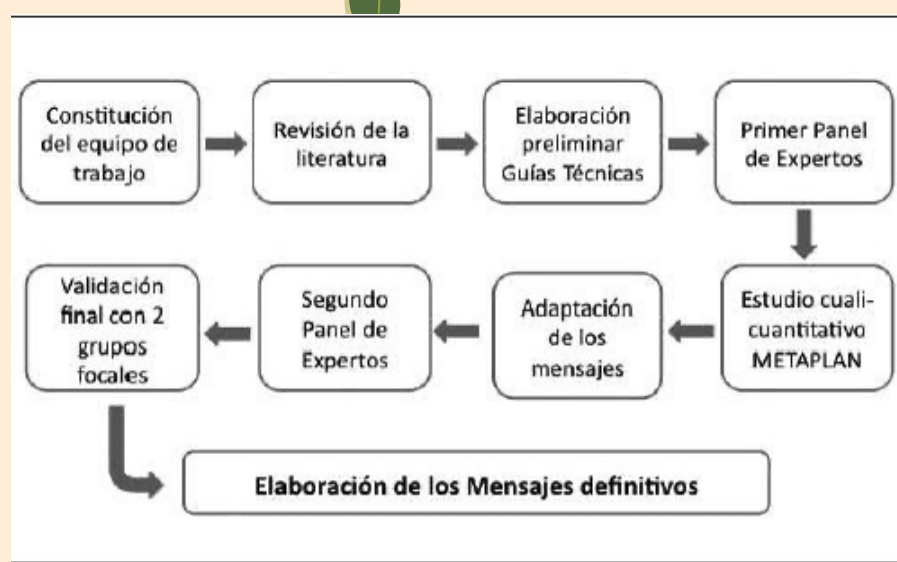 Constitución
del equipo de
trabajo
Revisión de la
literatura
Elaboración
preliminar
Guías Técnicas
Primer Panel
de Expertos
Estudio cuali-
cuantitativo
METAPLAN
Adaptación
de los
mensajes
Segundo
Panel de
Expertos
Validación
final con 2
grupos
focales
Elaboración de los Mensajes definitivos